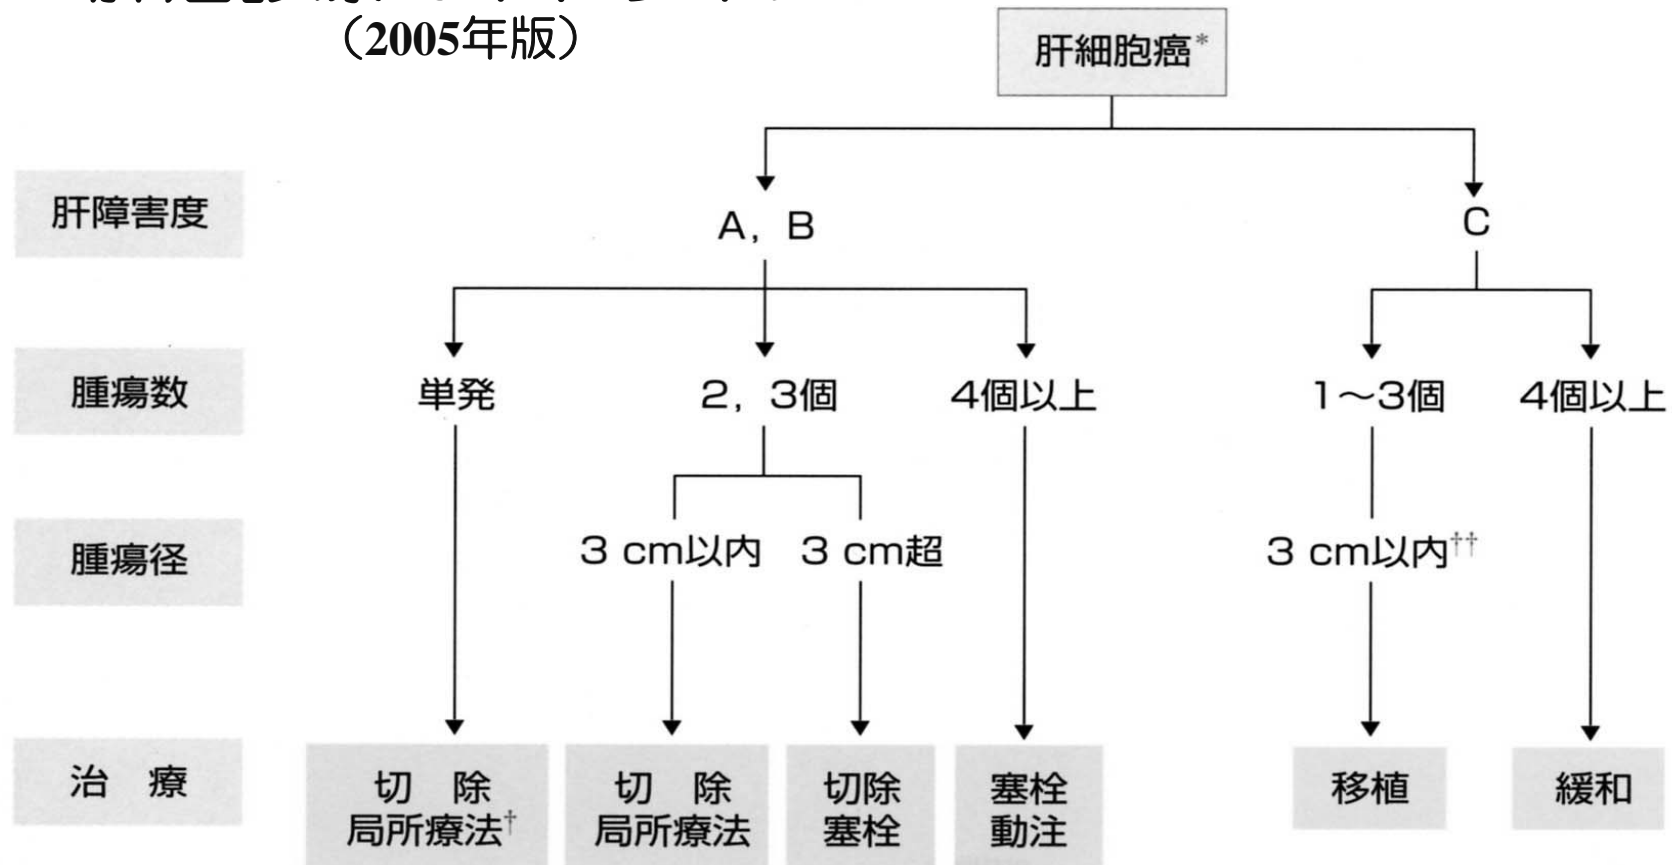 （2005年版）
肝細胞癌*
肝障害度
A，B
C
腫瘍数
単発
2，3個
4個以上
1〜3個
4個以上
腫瘍径
3 cm以内
3 cm超
3 cm以内††
治　療
切　除
局所療法†
切　除
局所療法
切除
塞栓
塞栓
動注
移植
緩和